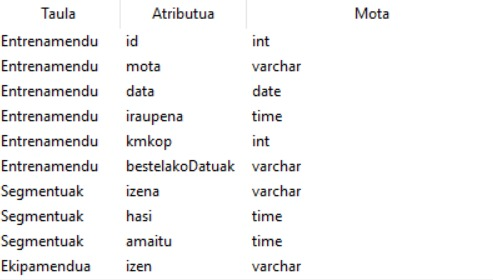 Taula Atributua Mota
Entrenamendu id int
Entrenamendu mota varchar
Entrenamendu data date
Entrenamendu iraupena time
Entrenamendu kmkop int
Entrenamendu bestelakoDatuak varchar
Segmentuak izena varchar
Segmentuak hasi time
Segmentuak amaitu time
Ekipamendua izen varchar